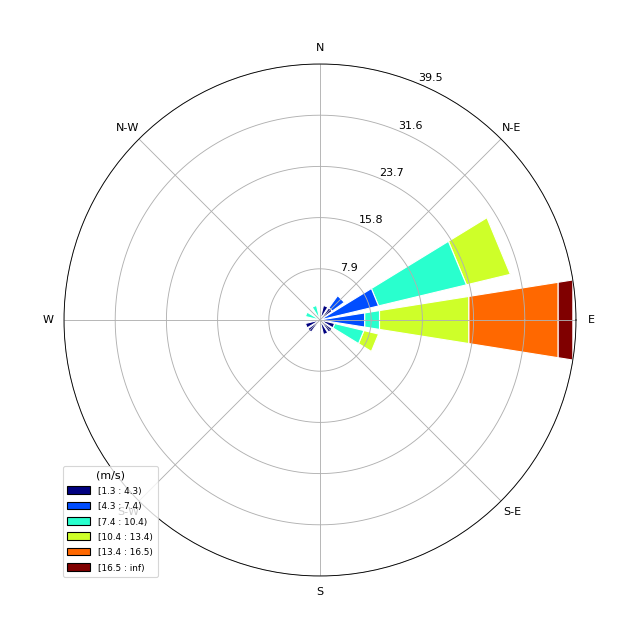 N
39.5
31.6
N-W
N-E
23.7
15.8
7.9
W
E
(m/s)
[1.3 : 4.3)
[4.3 : 7.4)
S-W
S-E
[7.4 : 10.4)
[10.4 : 13.4)
[13.4 : 16.5)
[16.5 : inf)
S